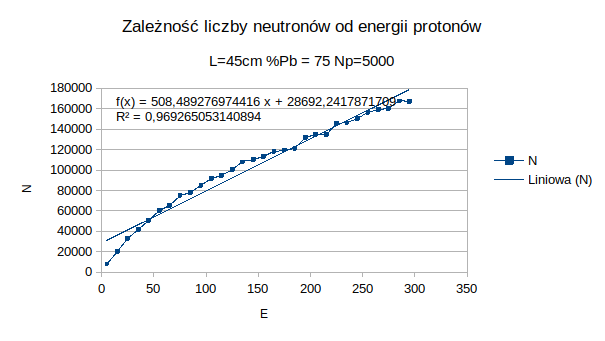 Zależność liczby neutronów od energii protonów
L=45cm %Pb = 75 Np=5000
180000
160000
140000
120000
100000
80000
60000
40000
20000
0
N
f(x) = 508,489276974416 x + 28692,2417871709
R² = 0,969265053140894
0 50 100 150 200 250 300 350
E
N
Liniowa (N)